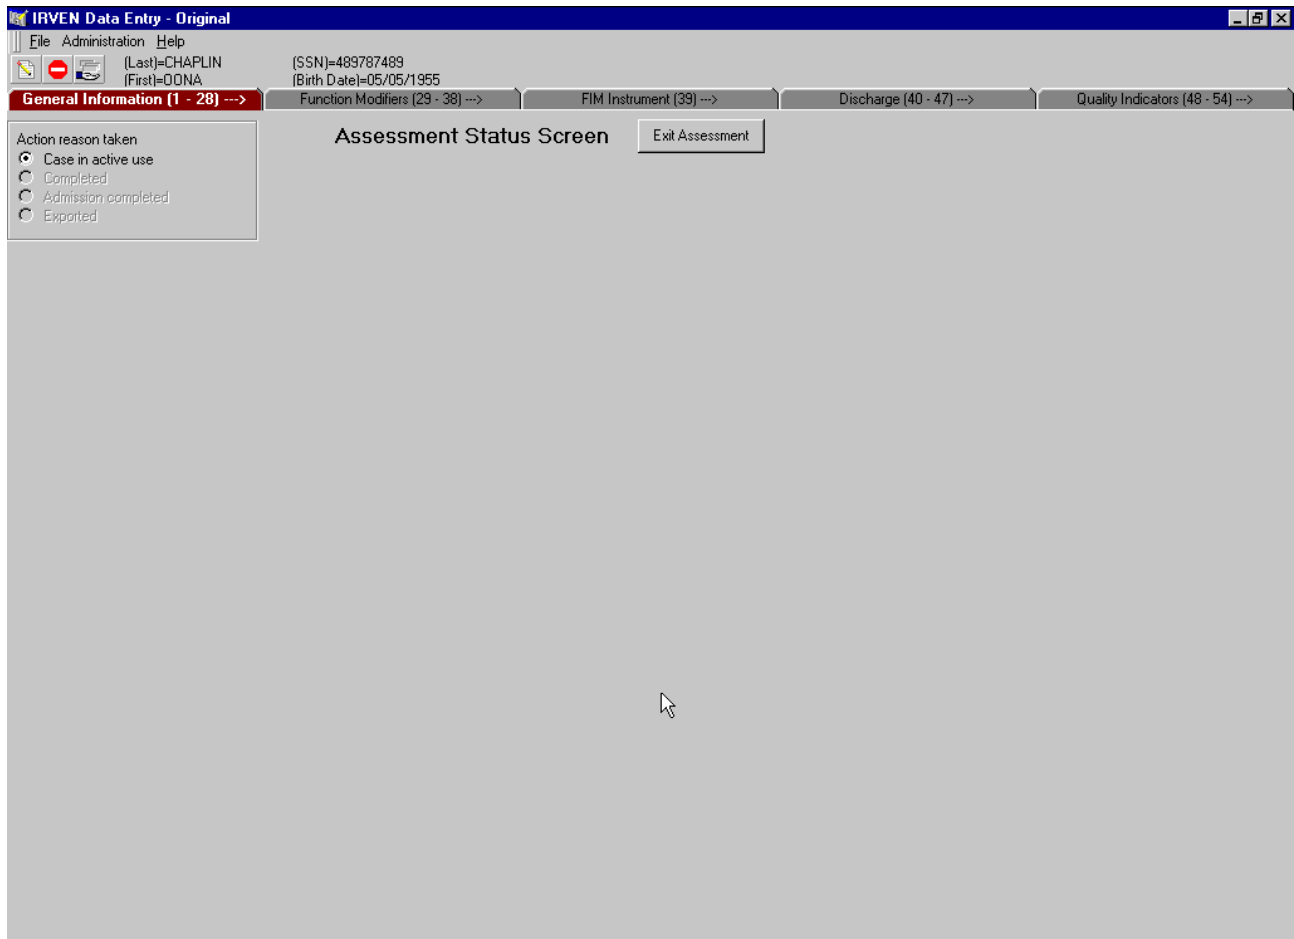 IRVEN Data Entry - Original
File Administration Help
(Last)=CHAPLIN (SSN)=489787489
(First)=OONA (Birth Date)=05/05/1955
General Information (1 - 28) ---> Function Modifiers (29 - 38) ---> FIM Instrument (39) ---> Discharge (40 - 47) ---> Quality Indicators (48 - 54) --->
Action reason taken
Assessment Status Screen Exit Assessment
Case in active use
Completed
Admission completed
Exported